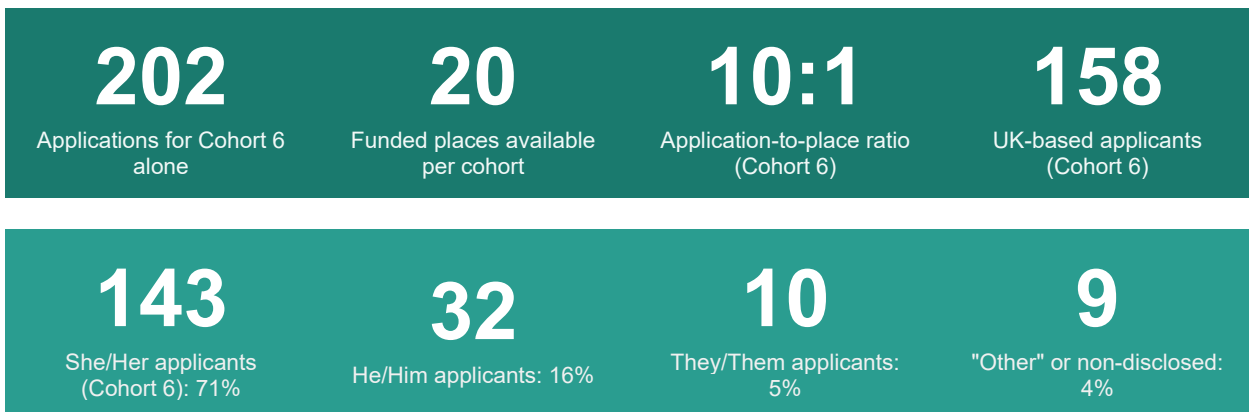 202
Applications for Cohort 6
alone
20
Funded places available
per cohort
10:1
Application-to-place ratio
(Cohort 6)
158
UK-based applicants
(Cohort 6)
143
She/Her applicants
(Cohort 6): 71%
32
He/Him applicants: 16%
10
They/Them applicants:
5%
9
"Other" or non-disclosed:
4%